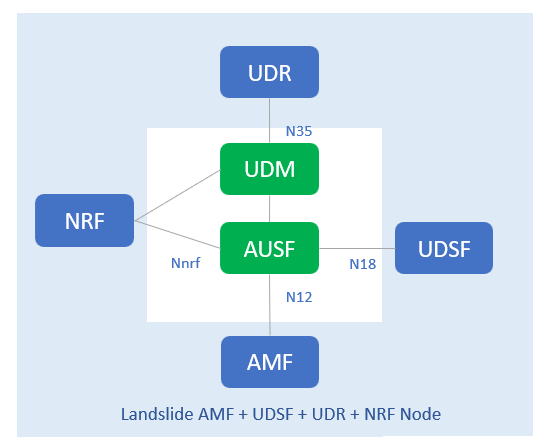 UDR
N35
UDM
NRF
AUSF
UDSF
Nnrf
N18
N12
AMF
Landslide AMF + UDSF + UDR + NRF Node